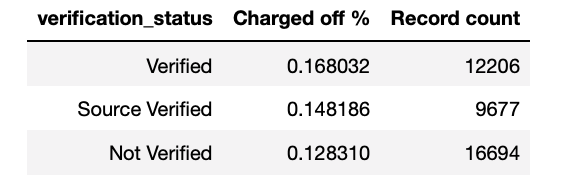 verification_status Charged off % Record count
Verified 0.168032 12206
Source Verified 0.148186 9677
Not Verified 0.128310 16694